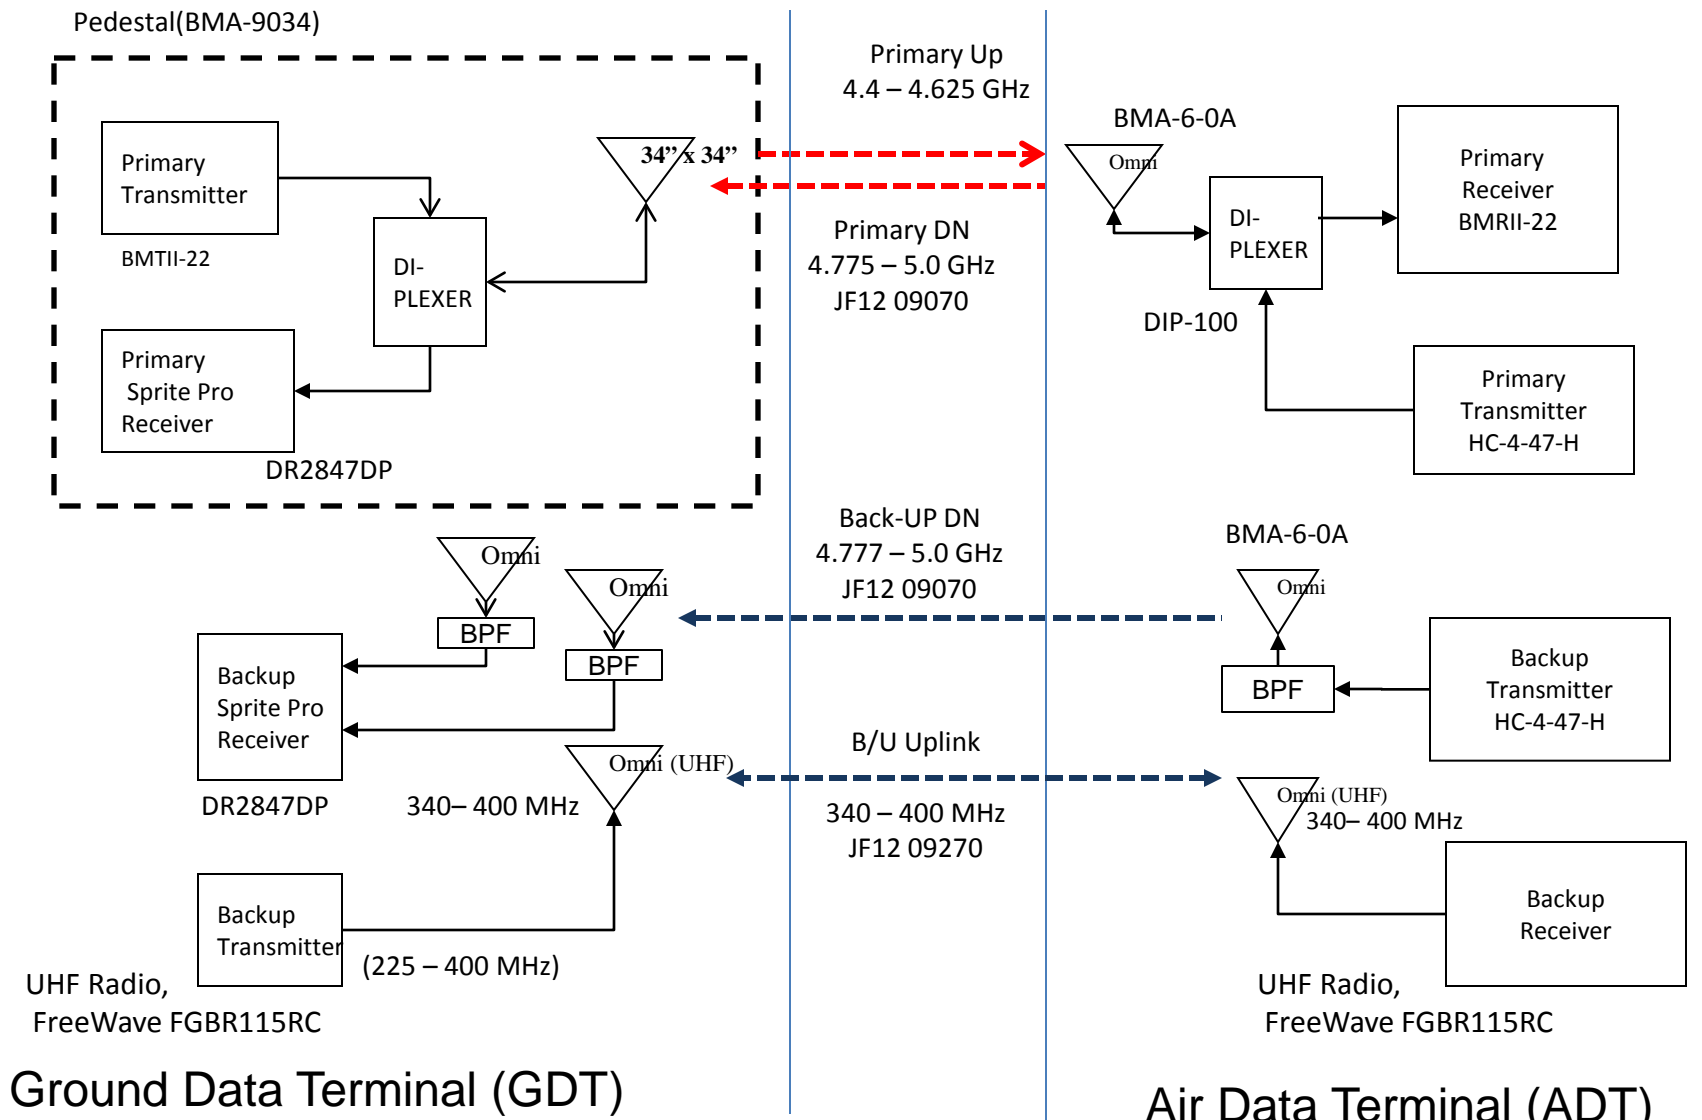 Pedestal(BMA-9034)
Primary
Transmitter
BMTII-22
DI-
PLEXER
34” x 34”
Primary
Sprite Pro
Receiver
DR2847DP
Primary Up
4.4 – 4.625 GHz
Primary DN
4.775 – 5.0 GHz
JF12 09070
BMA-6-0A
Omni
DI-
PLEXER
DIP-100
Primary
Receiver
BMRII-22
Primary
Transmitter
HC-4-47-H
Omni
BPF
Omni
BPF
Backup
Sprite Pro
Receiver
DR2847DP
Back-UP DN
4.777 – 5.0 GHz
JF12 09070
BMA-6-0A
Omni
BPF
Backup
Transmitter
HC-4-47-H
Omni (UHF)
340– 400 MHz
B/U Uplink
340 – 400 MHz
JF12 09270
Omni (UHF)
340– 400 MHz
Backup
Transmitter
(225 – 400 MHz)
UHF Radio,
FreeWave FGBR115RC
Backup
Receiver
UHF Radio,
FreeWave FGBR115RC
Ground Data Terminal (GDT)
Air Data Terminal (ADT)